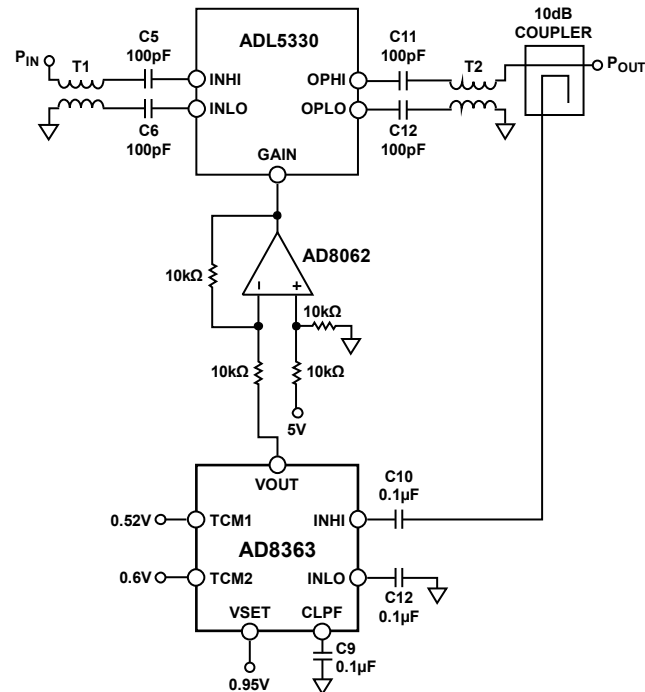 10dB
COUPLER
P_IN
T1
C5
100pF
C6
100pF
ADL5330
INHI
INLO
OPHI
OPLO
GAIN
C11
100pF
C12
100pF
T2
P_OUT
AD8062
10kΩ
–
+
10kΩ
10kΩ
10kΩ
5V
VOUT
0.52V
TCM1
0.6V
TCM2
AD8363
INHI
INLO
VSET
CLPF
C10
0.1µF
C12
0.1µF
C9
0.1µF
0.95V